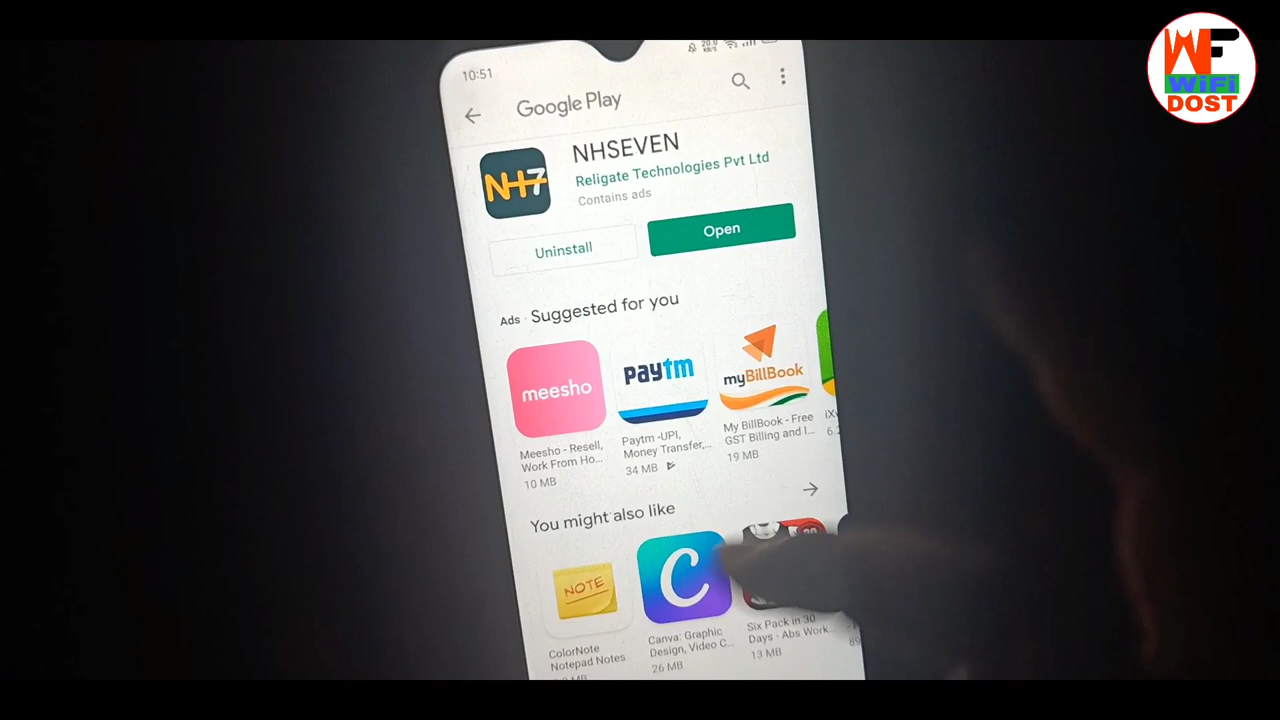 WF
WiFi
DOST
10:51
20.0
KB/S
Google Play
NH7
NHSEVEN
Religate Technologies Pvt Ltd
Contains ads
Uninstall
Open
Ads · Suggested for you
meesho
paytm
myBillBook
Meesho - Resell,
Work From Ho...
10 MB
Paytm -UPI,
Money Transfer,...
34 MB
My BillBook - Free
GST Billing and I...
19 MB
You might also like
NOTE
C
ColorNote
Notepad Notes
Canva: Graphic
Design, Video C...
26 MB
Six Pack in 30
Days - Abs Work...
13 MB